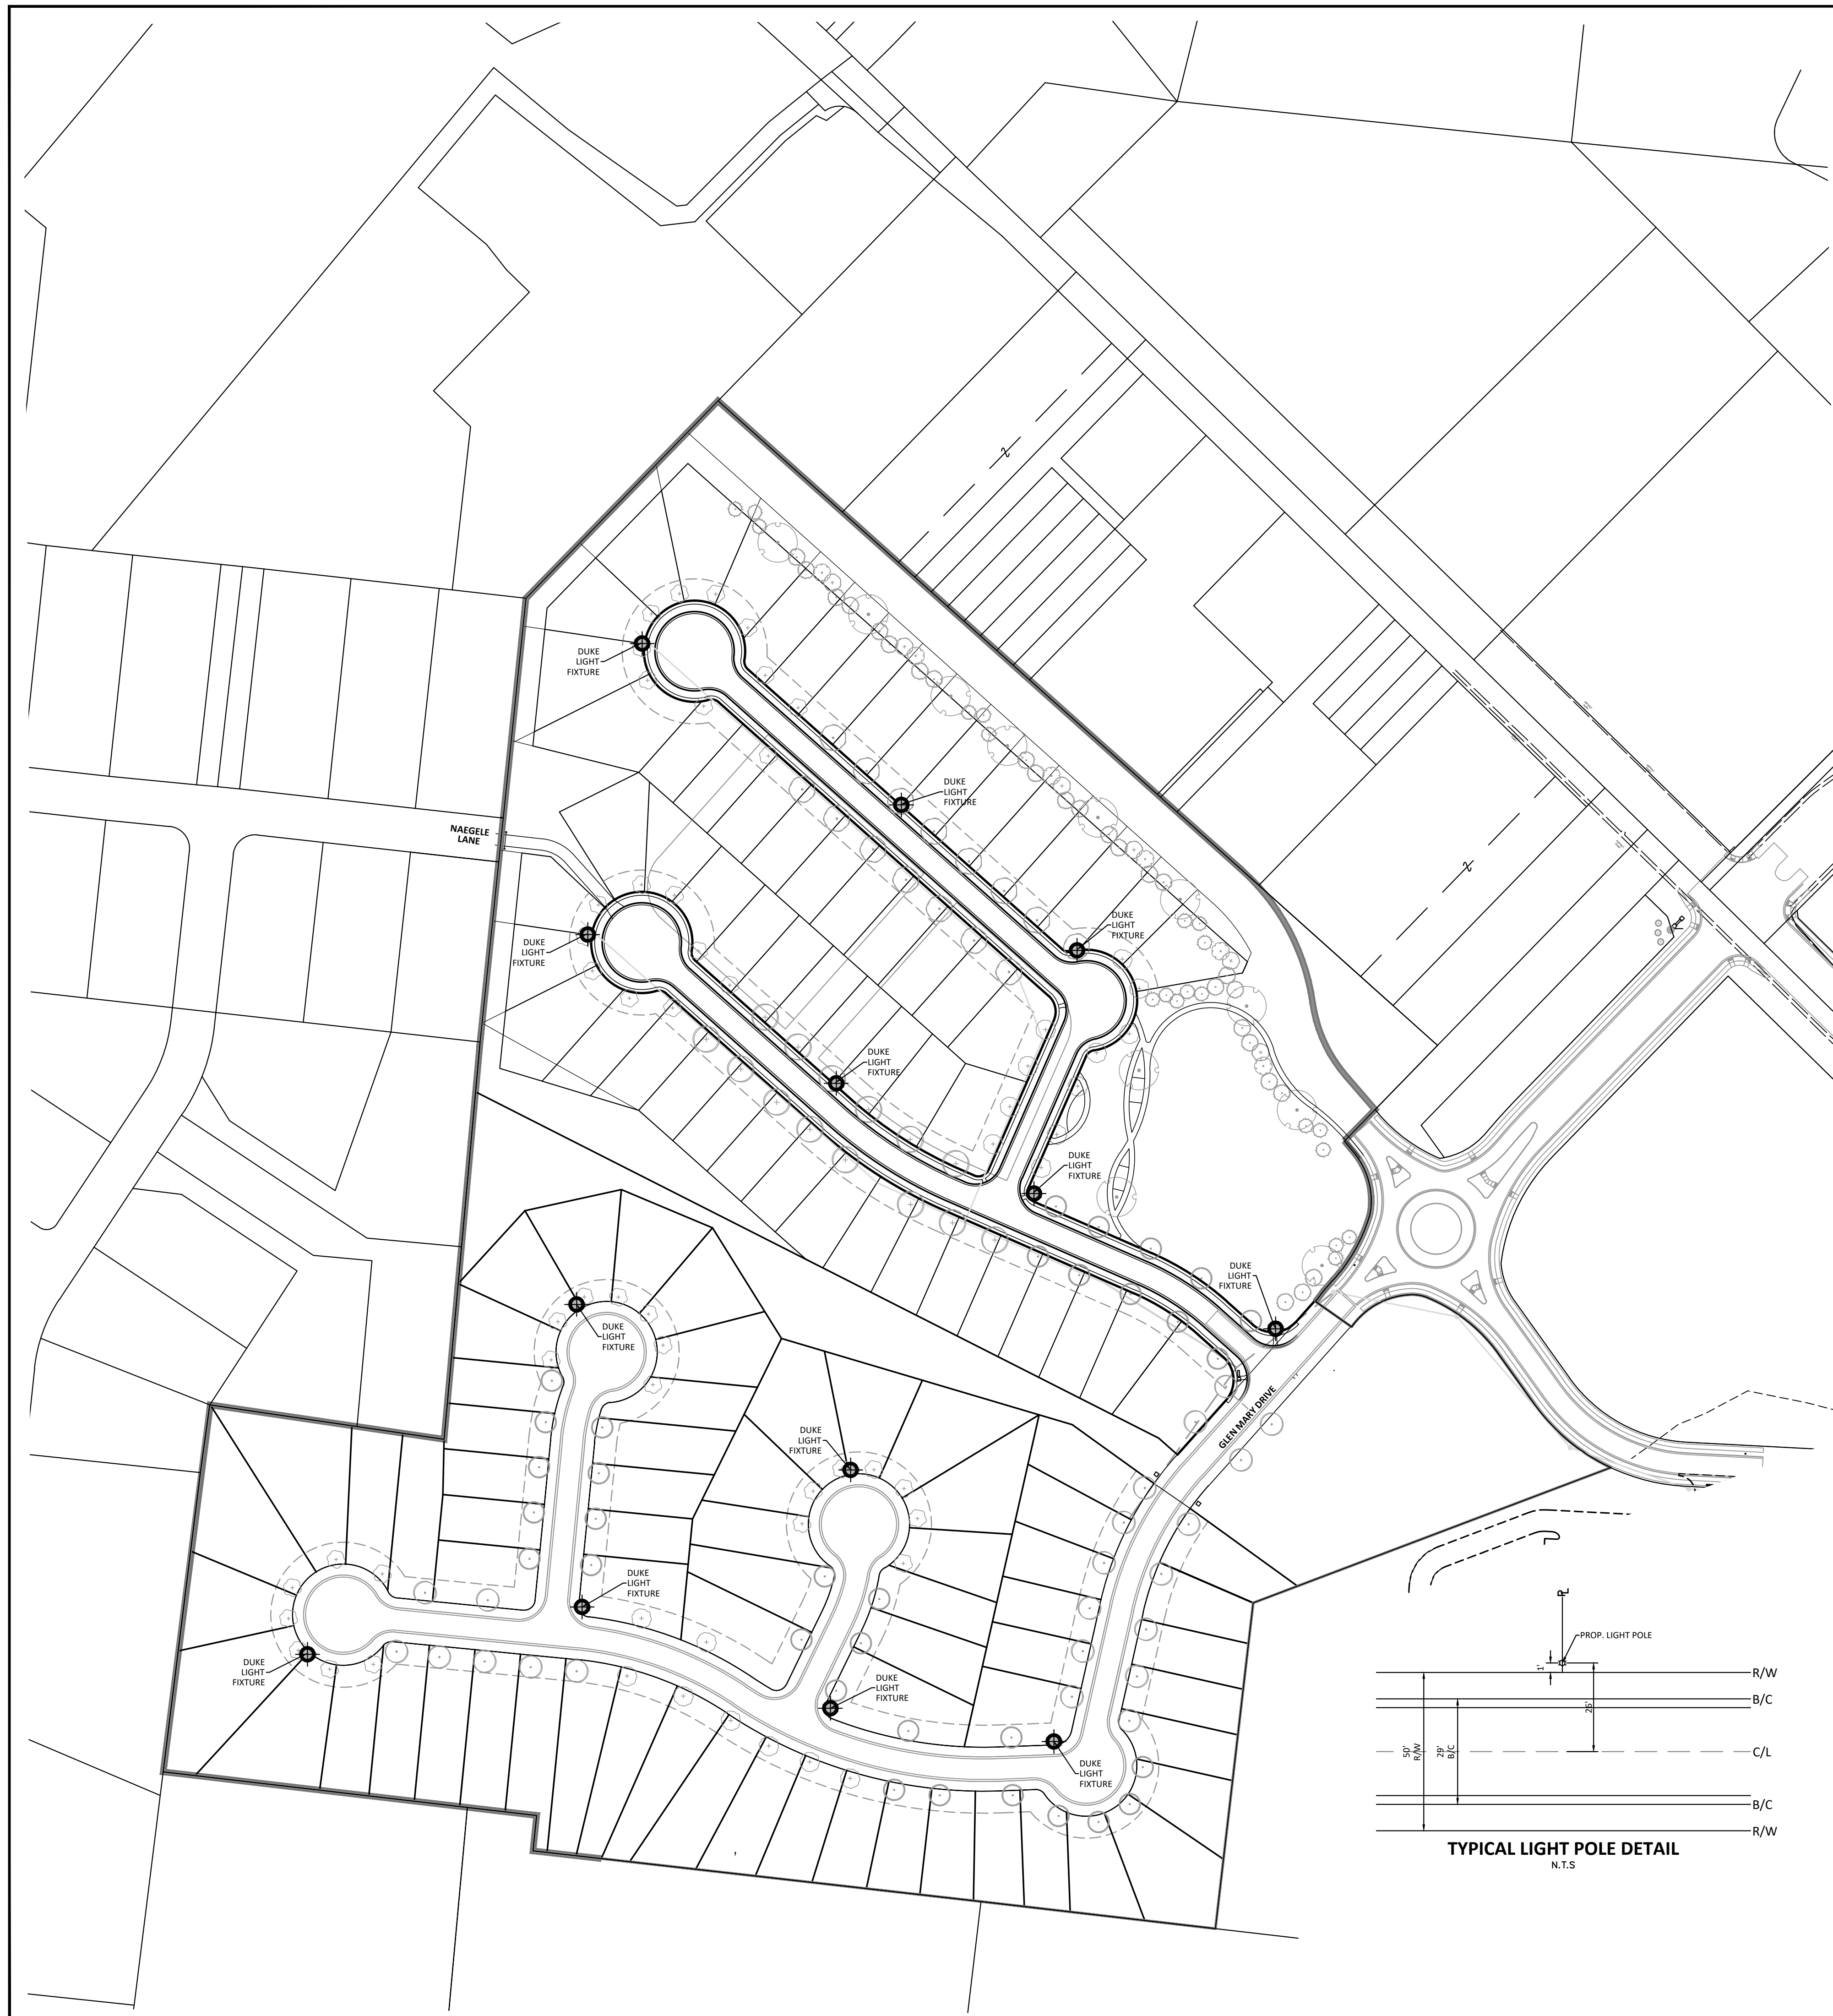 DUKE
LIGHT
FIXTURE
DUKE
LIGHT
FIXTURE
NAEGELE
LANE
DUKE
LIGHT
FIXTURE
DUKE
LIGHT
FIXTURE
DUKE
LIGHT
FIXTURE
DUKE
LIGHT
FIXTURE
DUKE
LIGHT
FIXTURE
DUKE
LIGHT
FIXTURE
GLEN MARY DRIVE
DUKE
LIGHT
FIXTURE
DUKE
LIGHT
FIXTURE
DUKE
LIGHT
FIXTURE
DUKE
LIGHT
FIXTURE
DUKE
LIGHT
FIXTURE
PROP. LIGHT POLE
1'
R/W
B/C
26'
50'
R/W
29'
B/C
C/L
B/C
R/W
TYPICAL LIGHT POLE DETAIL
N.T.S